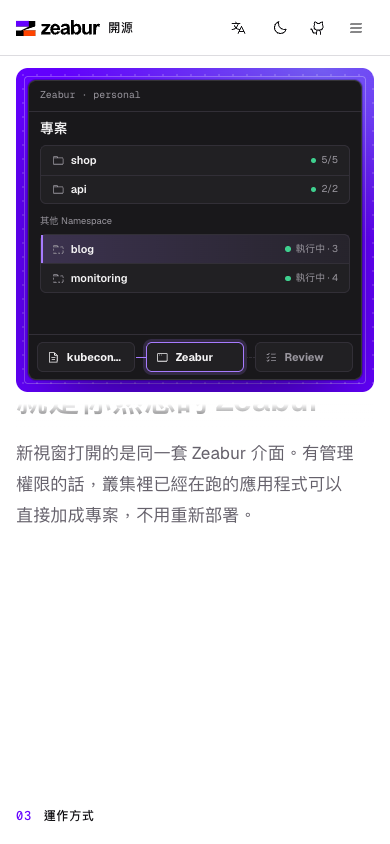 zeabur 開源
Zeabur · personal
專案
shop 5/5
api 2/2
其他 Namespace
blog 執行中 · 3
monitoring 執行中 · 4
kubecon... Zeabur Review
新視窗打開的是同一套 Zeabur 介面。有管理
權限的話，叢集裡已經在跑的應用程式可以
直接加成專案，不用重新部署。
03 運作方式